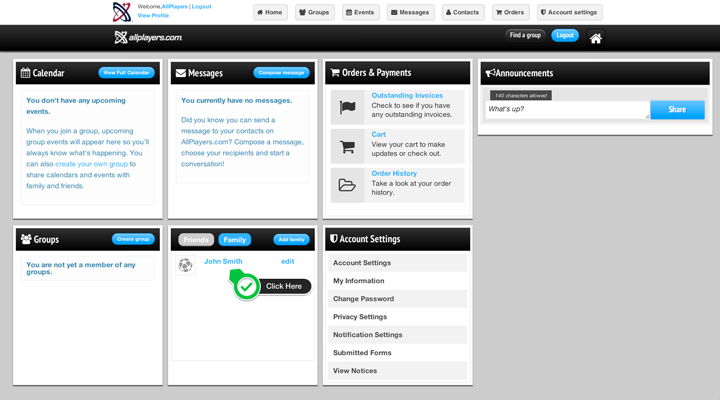 Welcome,AllPlayers | Logout
View Profile
Home
Groups
Events
Messages
Contacts
Orders
Account settings
allplayers.com
Find a group
Logout
Calendar
View Full Calendar
You don't have any upcoming
events.
When you join a group, upcoming
group events will appear here so you'll
always know what's happening. You
can also create your own group to
share calendars and events with
family and friends.
Messages
Compose message
You currently have no messages.
Did you know you can send a
message to your contacts on
AllPlayers.com? Compose a message,
choose your recipients and start a
conversation!
Orders & Payments
Outstanding Invoices
Check to see if you have
any outstanding invoices.
Cart
View your cart to make
updates or check out.
Order History
Take a look at your order
history.
Announcements
140 characters allowed
What's up?
Share
Groups
Create group
You are not yet a member of any
groups.
Friends
Family
Add family
John Smith
edit
Click Here
Account Settings
Account Settings
My Information
Change Password
Privacy Settings
Notification Settings
Submitted Forms
View Notices